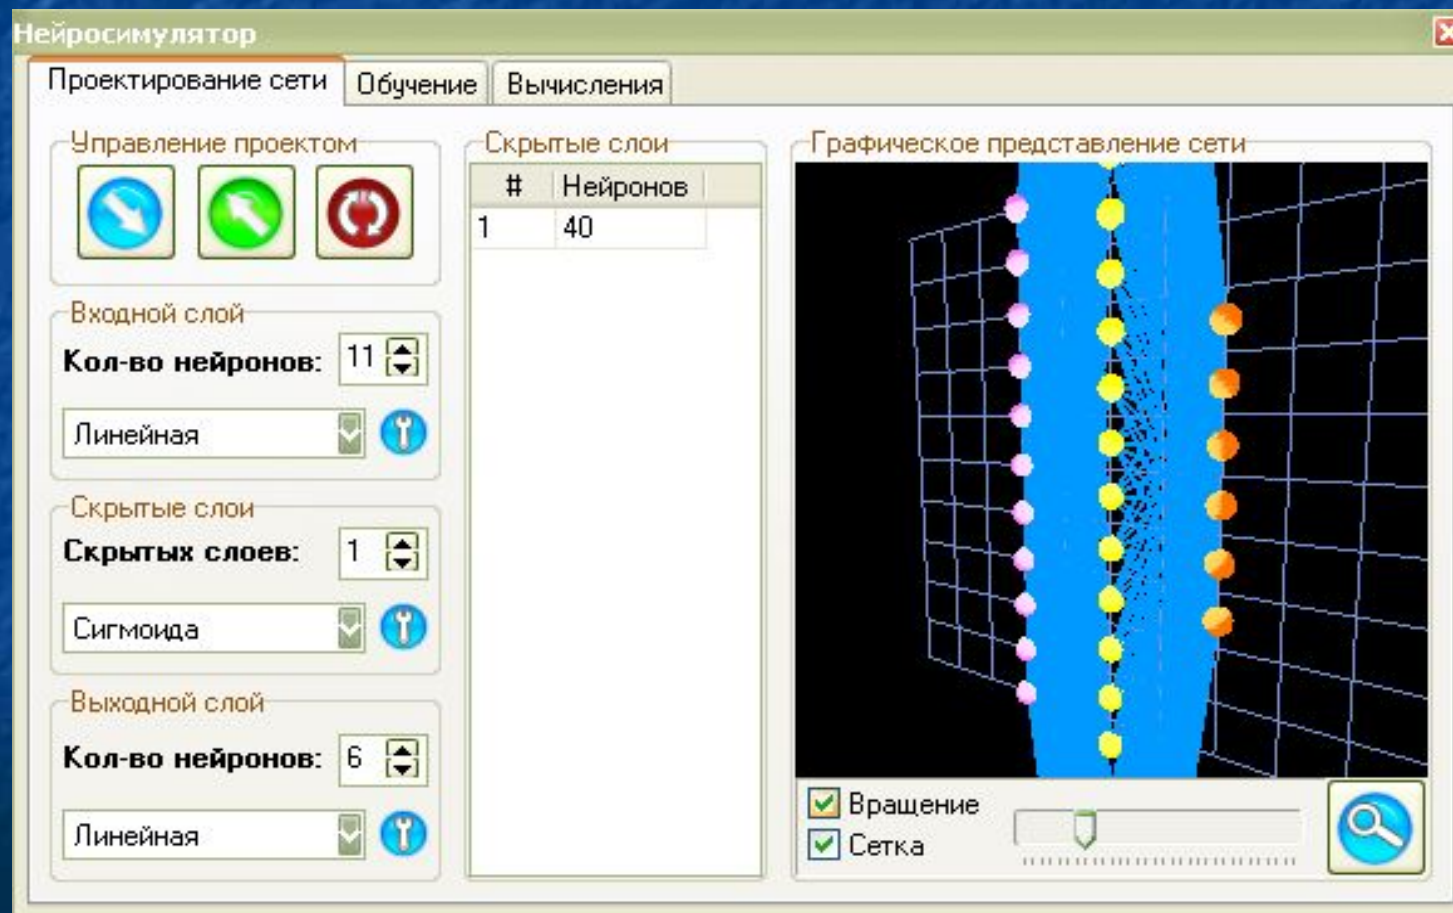 Нейросимулятор
Проектирование сети
Обучение
Вычисления
Управление проектом
Входной слой
Кол-во нейронов: 11
Линейная
Скрытые слои
Скрытых слоев: 1
Сигмоида
Выходной слой
Кол-во нейронов: 6
Линейная
Скрытые слои
# Нейронов
1 40
Графическое представление сети
Вращение
Сетка